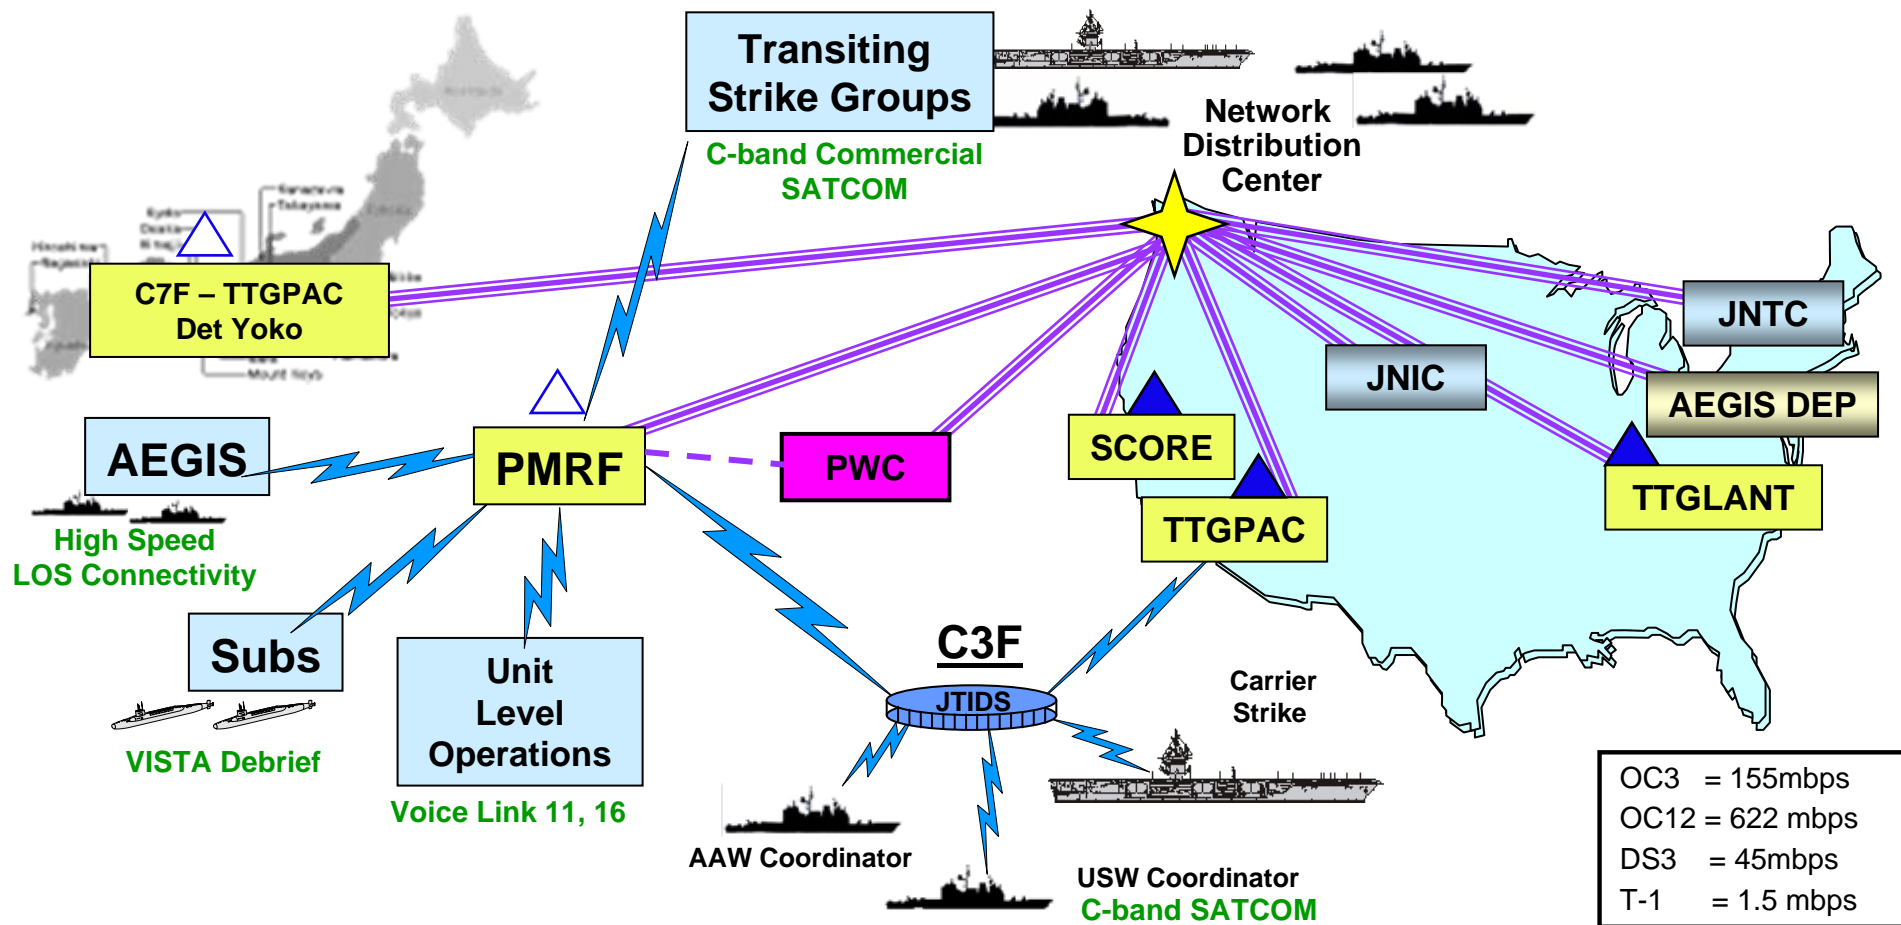 Transiting
Strike Groups
C-band Commercial
SATCOM
Network
Distribution
Center
C7F – TTGPAC
Det Yoko
JNTC
JNIC
AEGIS DEP
SCORE
TTGPAC
TTGLANT
AEGIS
High Speed
LOS Connectivity
PMRF
PWC
Subs
VISTA Debrief
Unit
Level
Operations
Voice Link 11, 16
C3F
JTIDS
Carrier
Strike
AAW Coordinator
USW Coordinator
C-band SATCOM
OC3 = 155mbps
OC12 = 622 mbps
DS3 = 45mbps
T-1 = 1.5 mbps